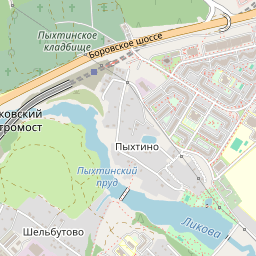 Пыхтинское
кладбище
Боровское шоссе
ковский
тромост
Пыхтино
Пыхтинский
пруд
Ликова
Шельбутово